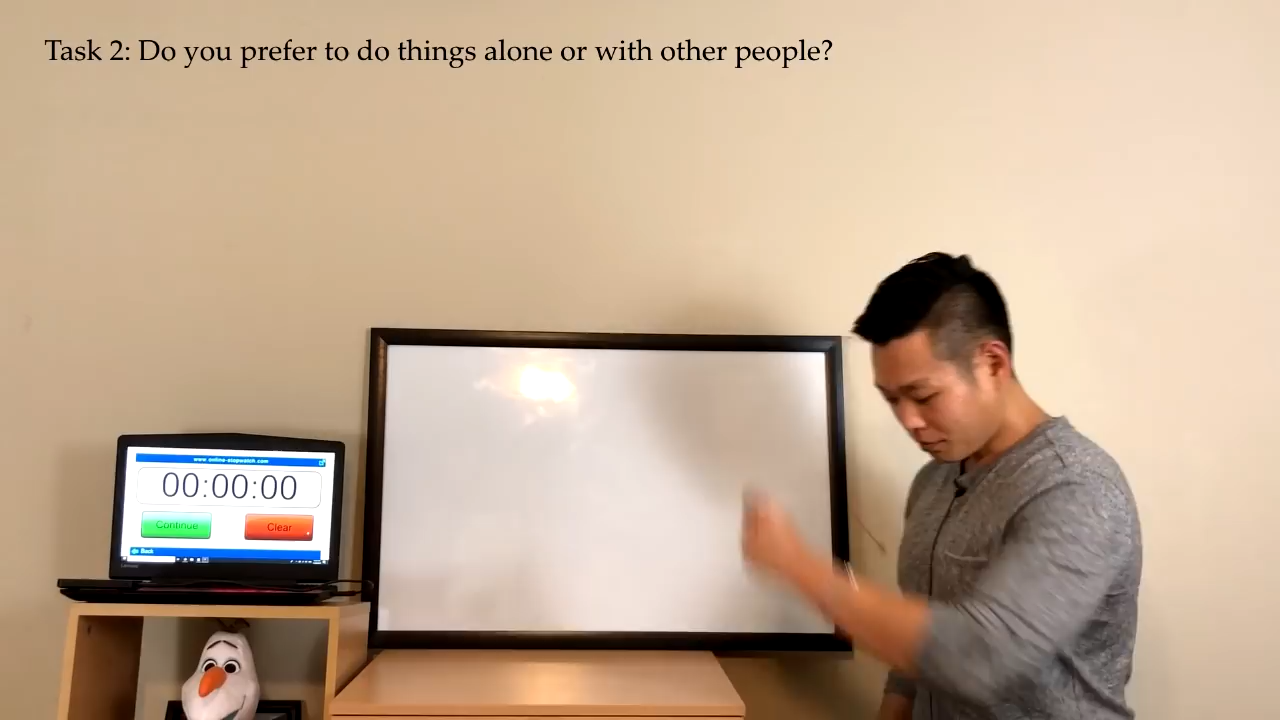 Task 2: Do you prefer to do things alone or with other people?
www.online-stopwatch.com
00:00:00
Continue Clear
Back